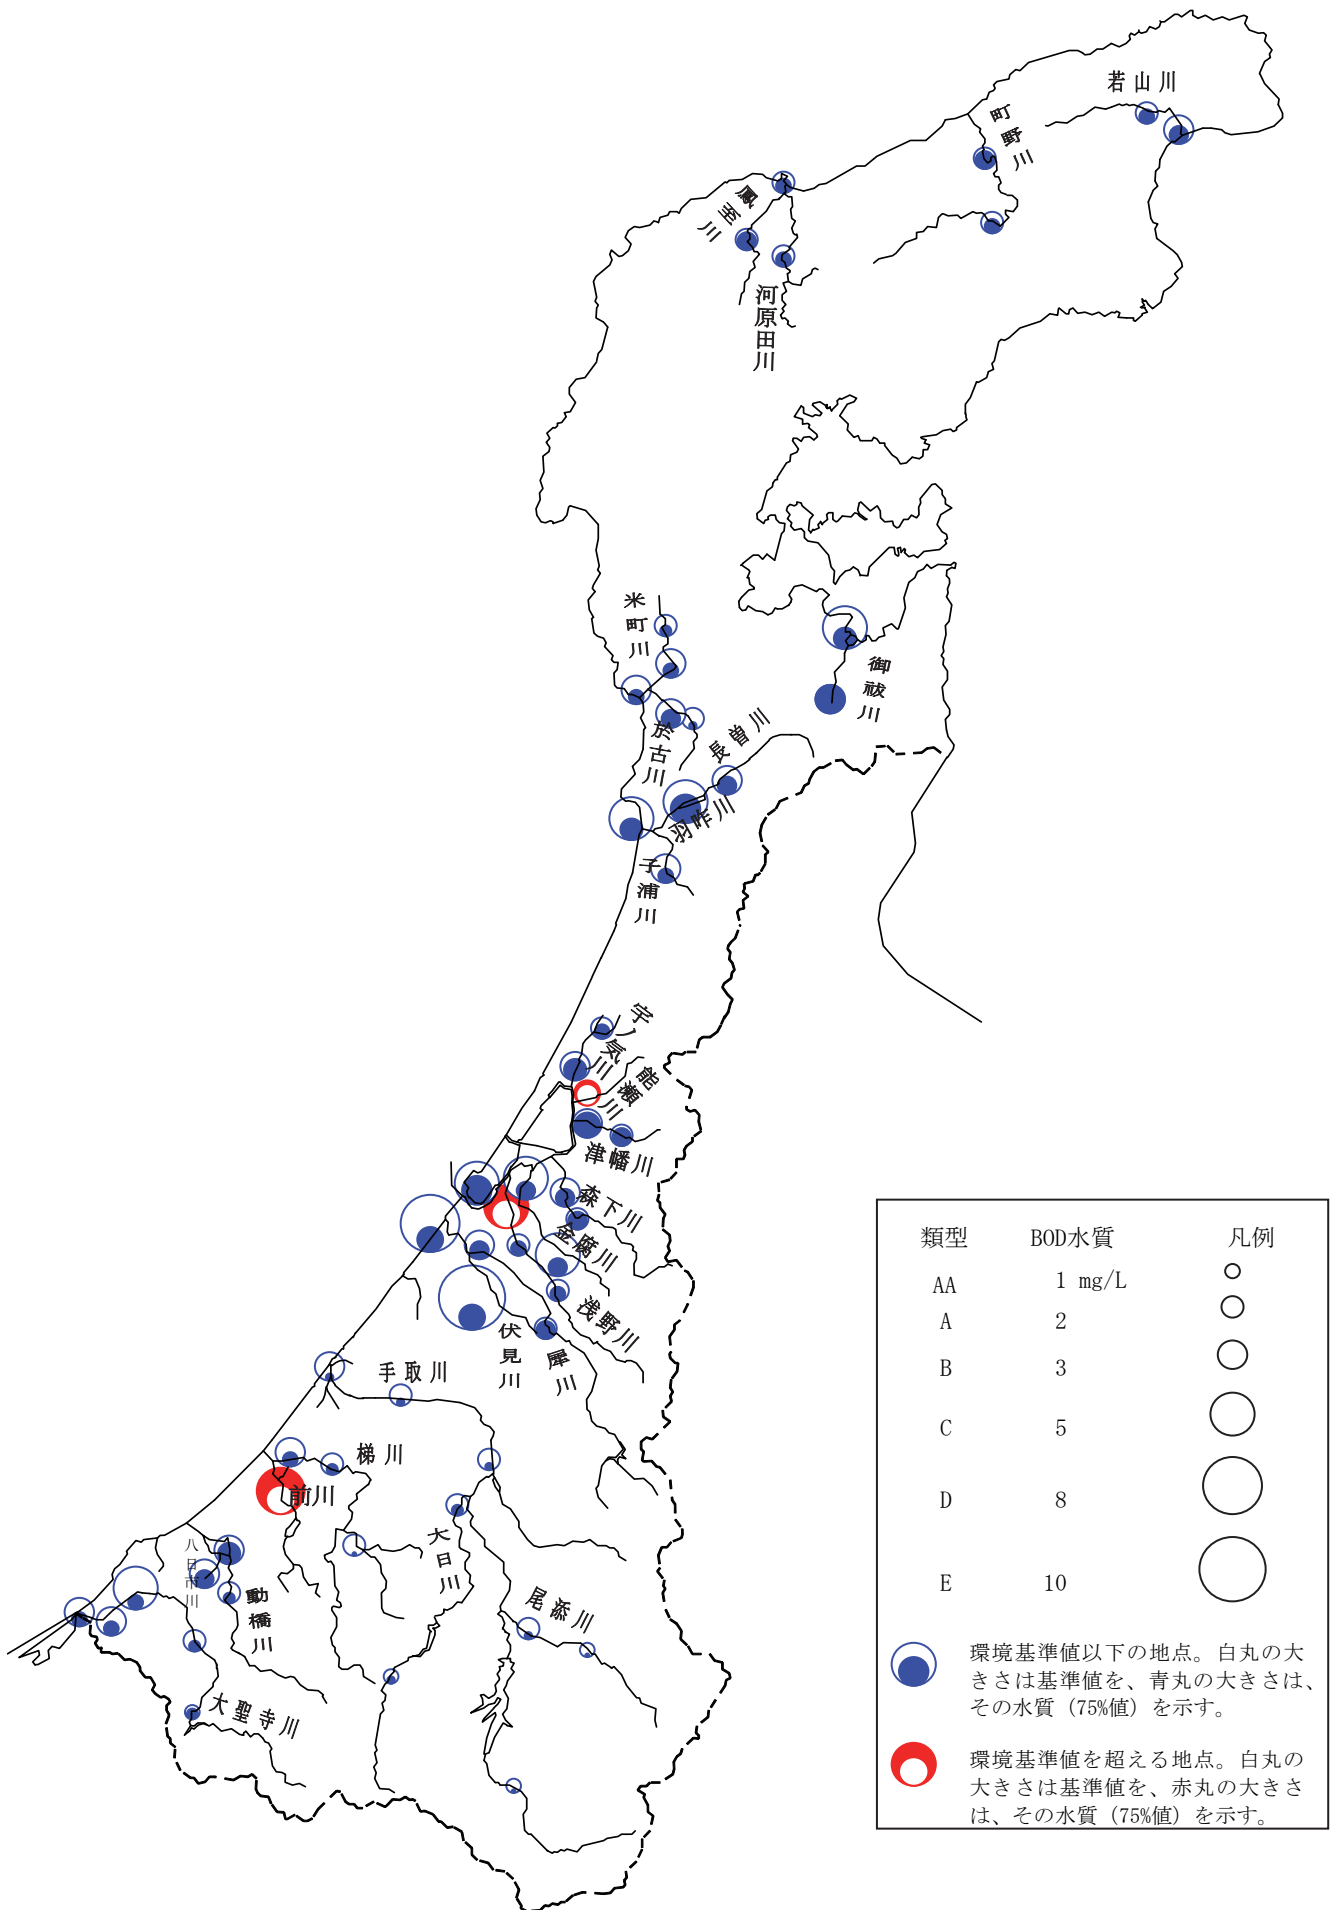 若山川
町野川
鳳至川
河原田川
米町川
御祓川
於古川
長曽川
羽咋川
子浦川
宇ノ気川
能瀬川
津幡川
森下川
金腐川
浅野川
犀川
伏見川
手取川
梯川
前川
八日市川
動橋川
大日川
尾添川
大聖寺川
類型 BOD水質 凡例
AA 1 mg/L
A 2
B 3
C 5
D 8
E 10
環境基準値以下の地点。白丸の大
きさは基準値を、青丸の大きさは、
その水質（75%値）を示す。
環境基準値を超える地点。白丸の
大きさは基準値を、赤丸の大きさ
は、その水質（75%値）を示す。